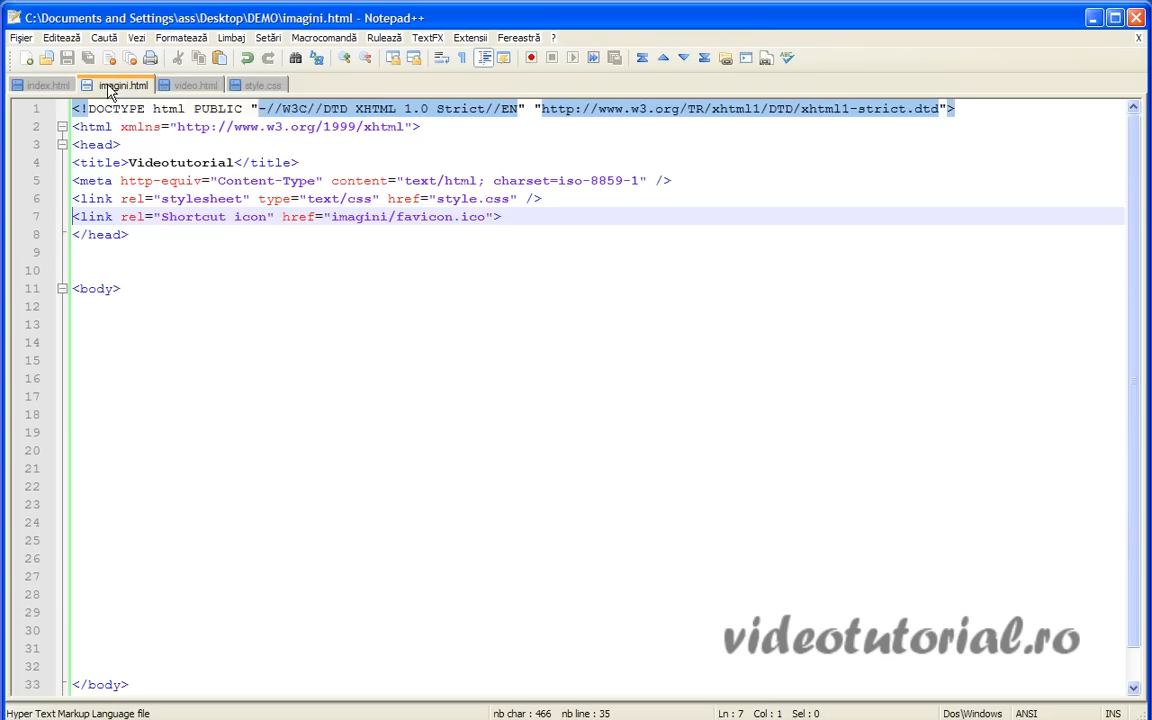 C:\Documents and Settings\ass\Desktop\DEMO\imagini.html - Notepad++
Fişier Editează Caută Vezi Formatează Limbaj Setări Macrocomandă Rulează TextFX Extensii Fereastră ? X
index.html imagini.html video.html style.css
1 <!DOCTYPE html PUBLIC "-//W3C//DTD XHTML 1.0 Strict//EN" "http://www.w3.org/TR/xhtml1/DTD/xhtml1-strict.dtd">
2 <html xmlns="http://www.w3.org/1999/xhtml">
3 <head>
4 <title>Videotutorial</title>
5 <meta http-equiv="Content-Type" content="text/html; charset=iso-8859-1" />
6 <link rel="stylesheet" type="text/css" href="style.css" />
7 <link rel="Shortcut icon" href="imagini/favicon.ico">
8 </head>
9
10
11 <body>
12
13
14
15
16
17
18
19
20
21
22
23
24
25
26
27
28
29
30
31
32
33 </body>
videotutorial.ro
Hyper Text Markup Language file nb char : 466 nb line : 35 Ln : 7 Col : 1 Sel : 0 Dos\Windows ANSI INS